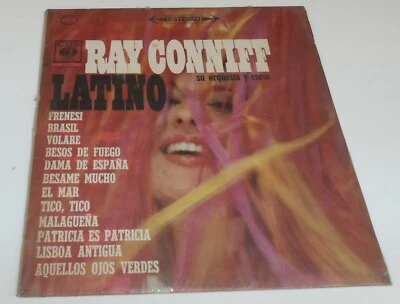 STEREO
CBS
RAY CONNIFF
su orquesta y coros
LATINO
FRENESI
BRASIL
VOLARE
BESOS DE FUEGO
DAMA DE ESPAÑA
BESAME MUCHO
EL MAR
TICO, TICO
MALAGUEÑA
PATRICIA ES PATRICIA
LISBOA ANTIGUA
AQUELLOS OJOS VERDES